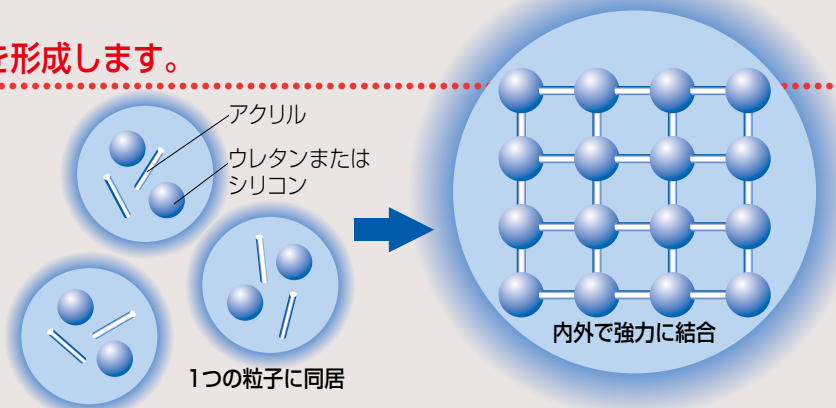 を形成します。
アクリル
ウレタンまたは
シリコン
内外で強力に結合
1つの粒子に同居